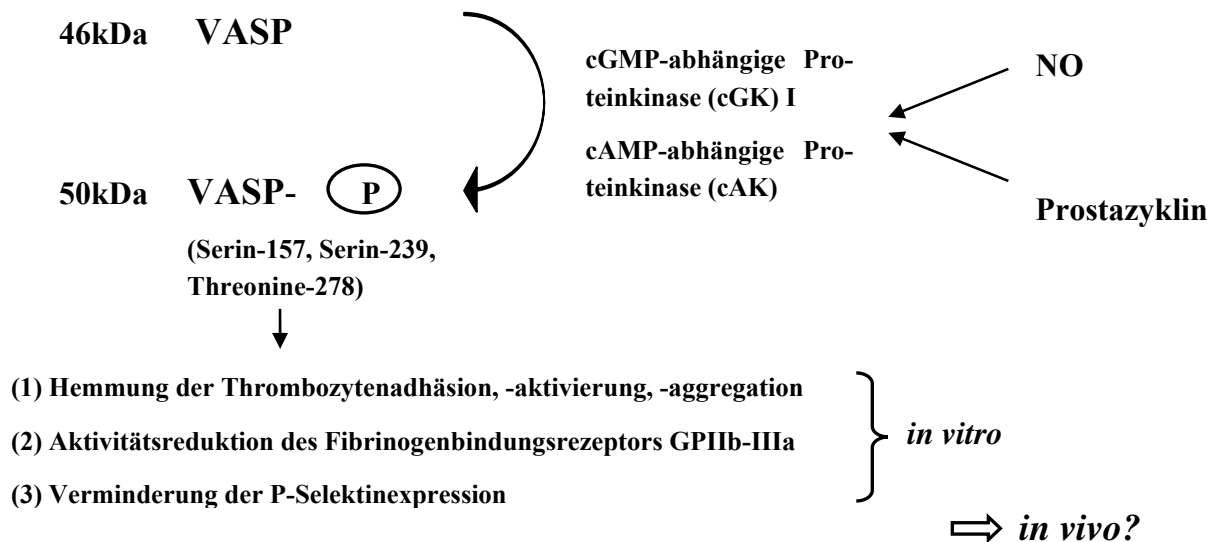 46kDa VASP
cGMP-abhängige Pro-
teinkinase (cGK) I
NO
cAMP-abhängige Pro-
teinkinase (cAK)
50kDa VASP- P
Prostazyklin
(Serin-157, Serin-239,
Threonine-278)
(1) Hemmung der Thrombozytenadhäsion, -aktivierung, -aggregation
(2) Aktivitätsreduktion des Fibrinogenbindungsrezeptors GPIIb-IIIa
in vitro
(3) Verminderung der P-Selektinexpression
in vivo?